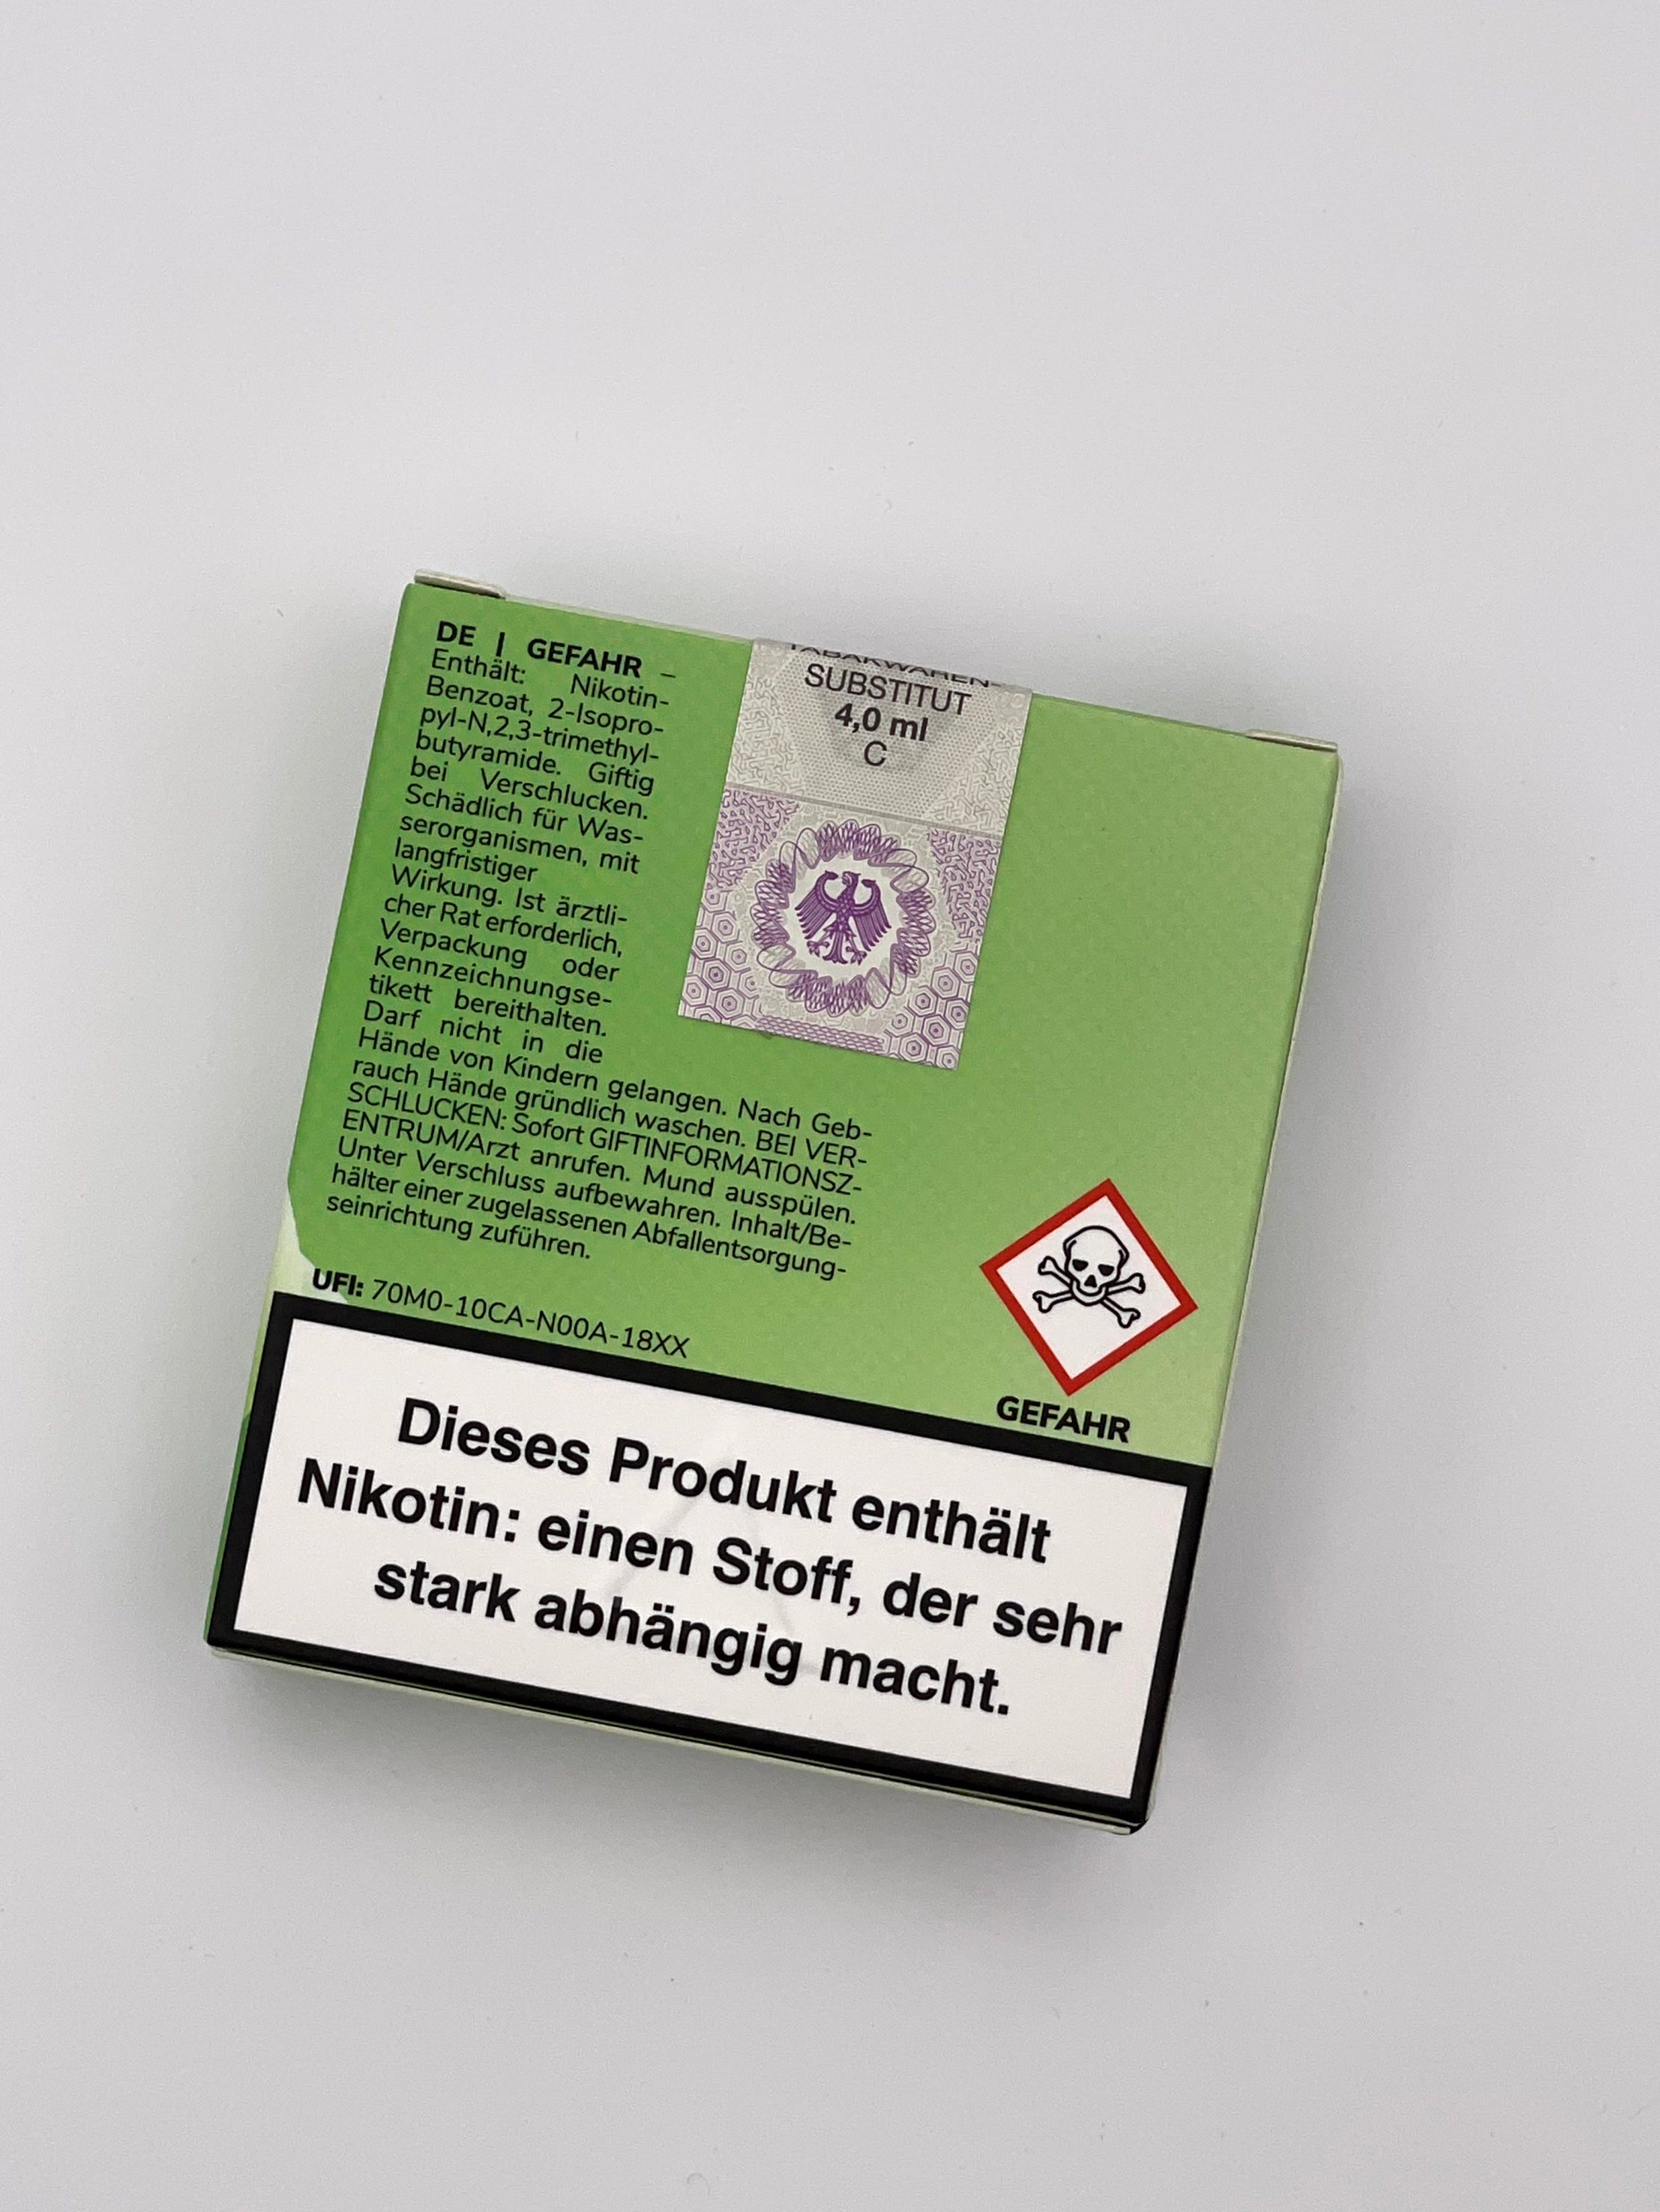 DE | GEFAHR –
Enthält: Nikotin-
Benzoat, 2-Isopro-
pyl-N,2,3-trimethyl-
butyramide. Giftig
bei Verschlucken.
Schädlich für Was-
serorganismen, mit
langfristiger
Wirkung. Ist ärztli-
cher Rat erforderlich,
Verpackung oder
Kennzeichnungse-
tikett bereithalten.
Darf nicht in die
Hände von Kindern gelangen. Nach Geb-
rauch Hände gründlich waschen. BEI VER-
SCHLUCKEN: Sofort GIFTINFORMATIONSZ-
ENTRUM/Arzt anrufen. Mund ausspülen.
Unter Verschluss aufbewahren. Inhalt/Be-
hälter einer zugelassenen Abfallentsorgung-
seinrichtung zuführen.
UFI: 70M0-10CA-N00A-18XX
TABAKWAREN-
SUBSTITUT
4,0 ml
C
GEFAHR
Dieses Produkt enthält
Nikotin: einen Stoff, der sehr
stark abhängig macht.